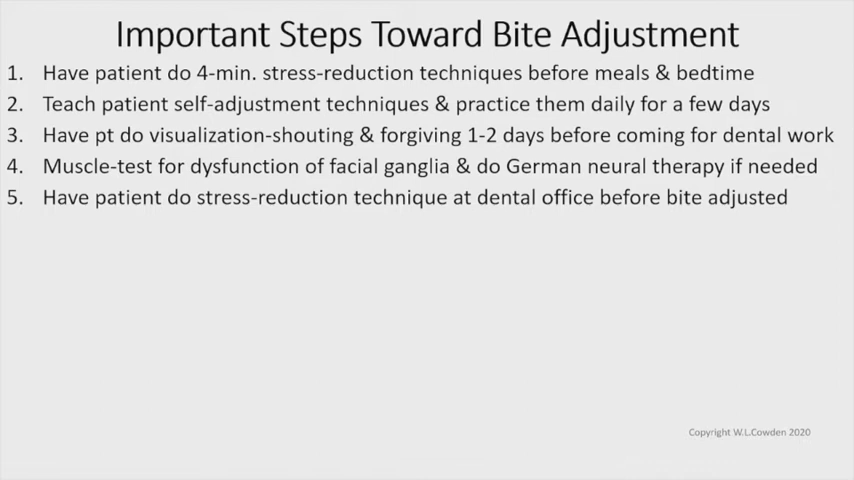 Important Steps Toward Bite Adjustment
1. Have patient do 4-min. stress-reduction techniques before meals & bedtime
2. Teach patient self-adjustment techniques & practice them daily for a few days
3. Have pt do visualization-shouting & forgiving 1-2 days before coming for dental work
4. Muscle-test for dysfunction of facial ganglia & do German neural therapy if needed
5. Have patient do stress-reduction technique at dental office before bite adjusted
Copyright W.L.Cowden 2020